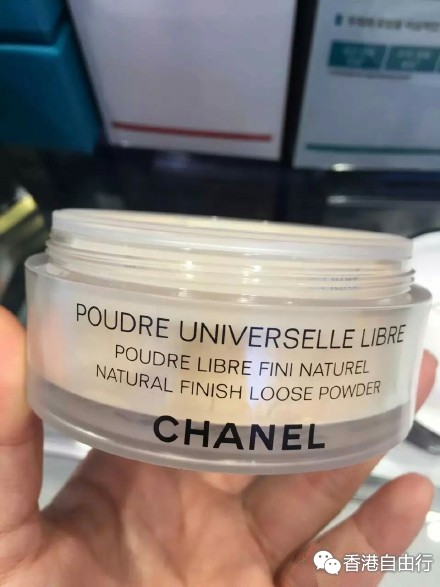 POUDRE UNIVERSELLE LIBRE
POUDRE LIBRE FINI NATUREL
NATURAL FINISH LOOSE POWDER
CHANEL
香港自由行